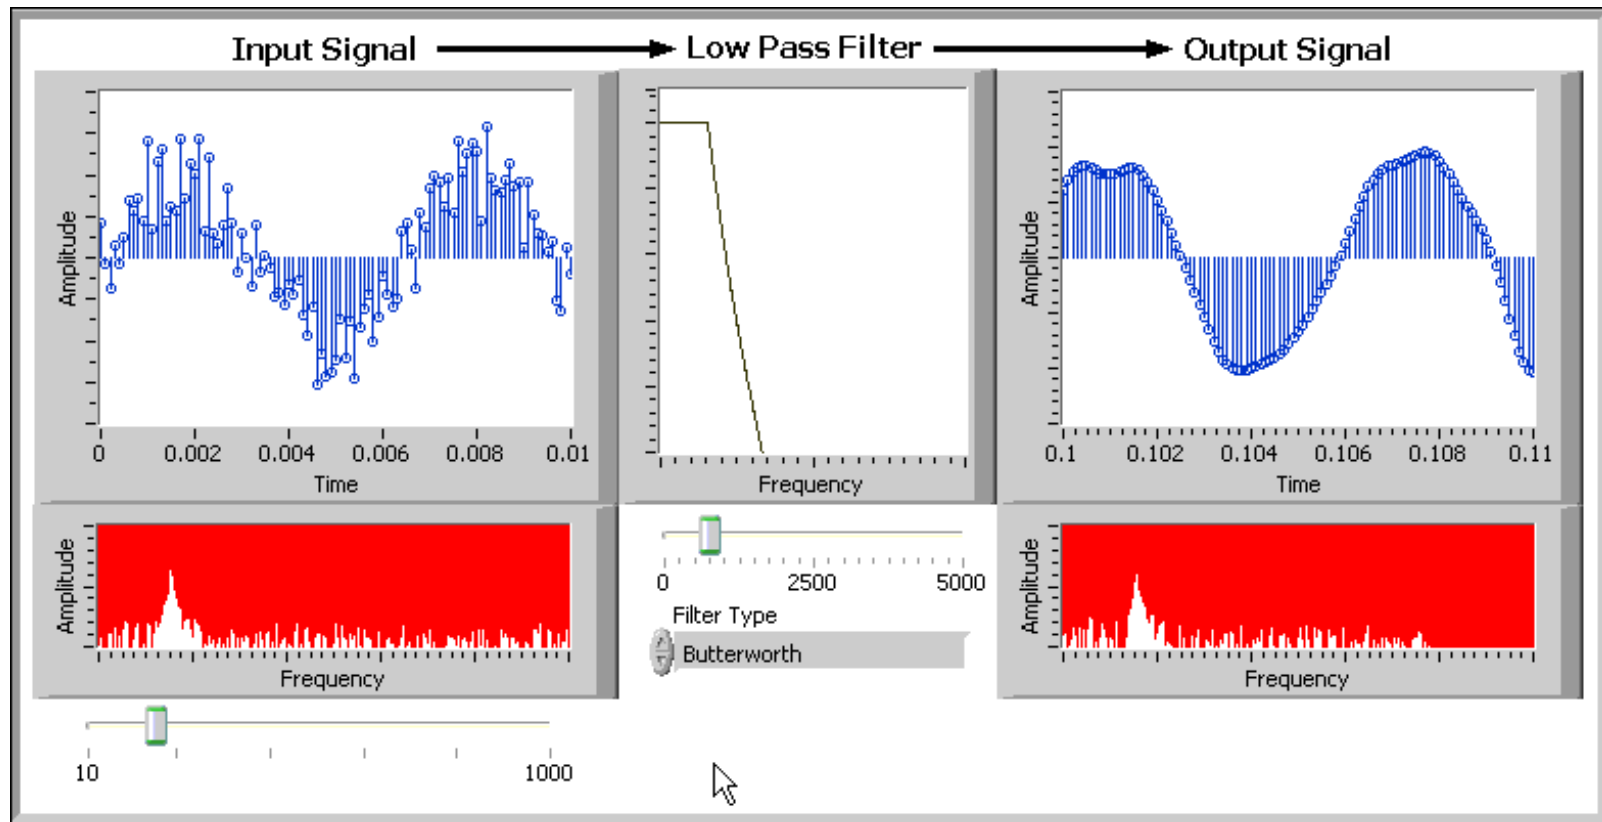 Input Signal Low Pass Filter Output Signal
Amplitude
0 0.002 0.004 0.006 0.008 0.01
Time
Frequency
Amplitude
0.1 0.102 0.104 0.106 0.108 0.11
Time
Amplitude
Frequency
10 1000
0 2500 5000
Filter Type
Butterworth
Amplitude
Frequency